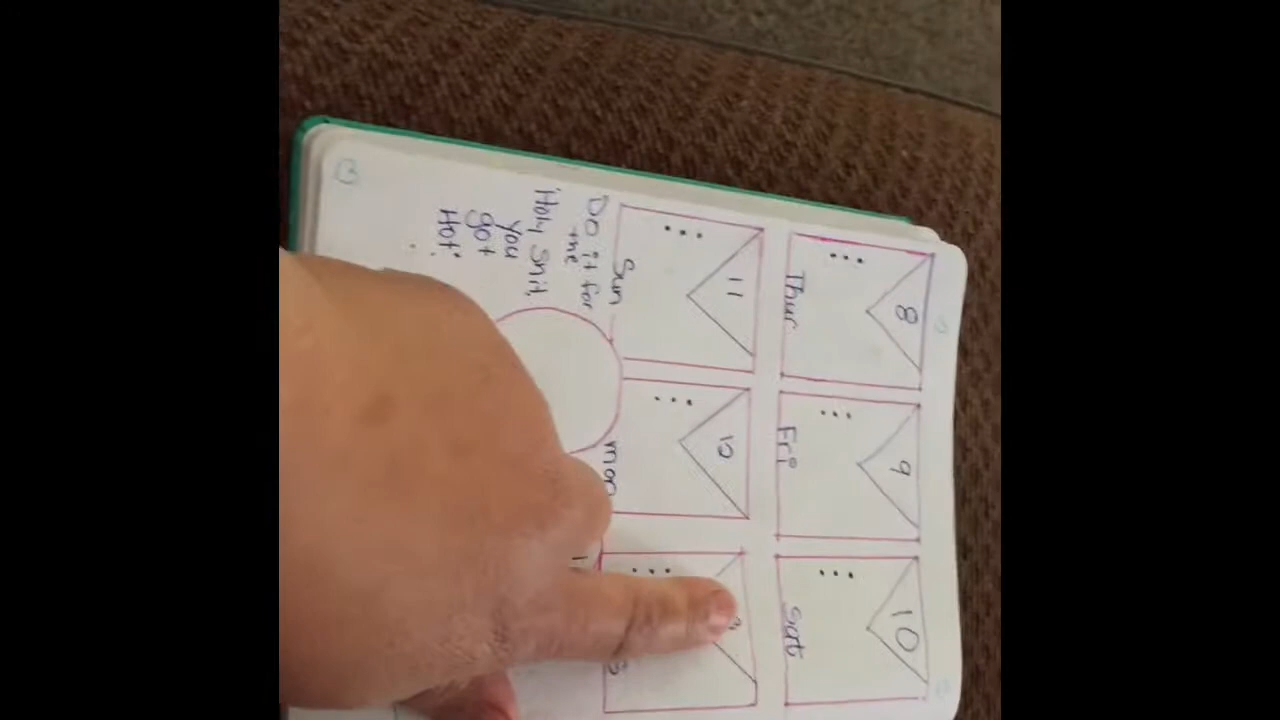 8
9
10
Thur
Fri
Sat
11
12
Sun
mon
Do it for
the
"Holy Shit,
you
got
Hot".